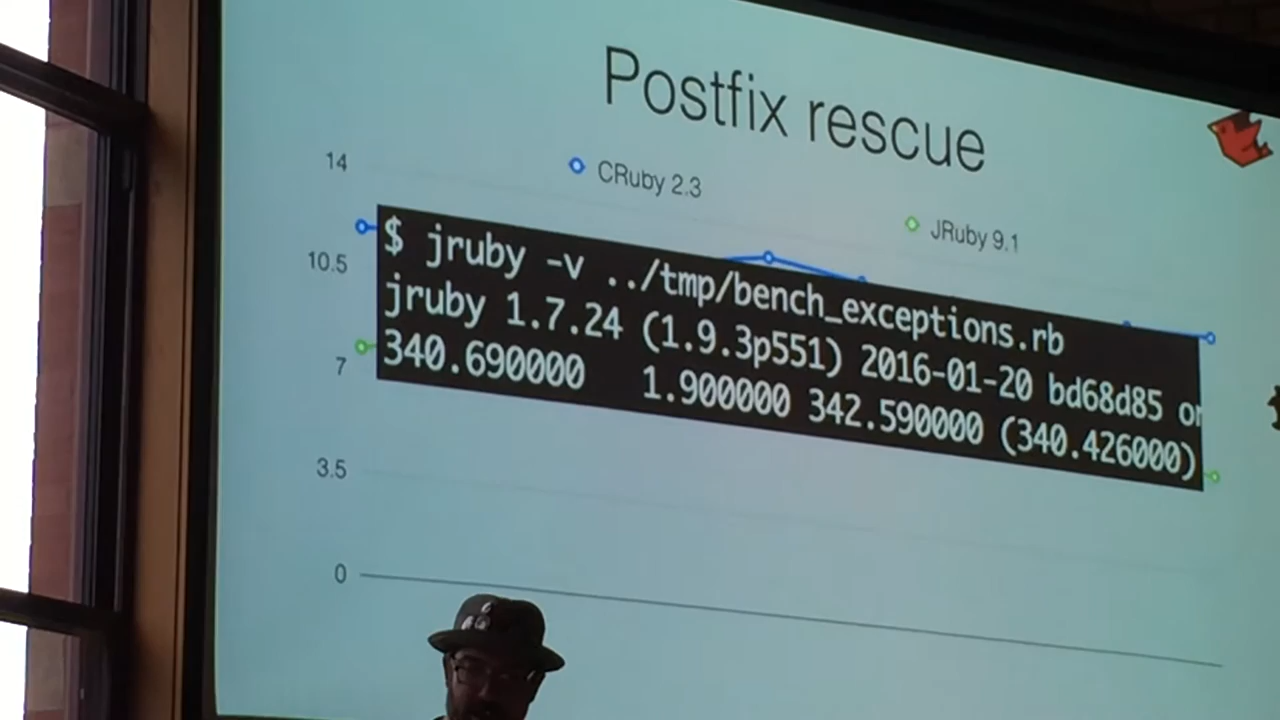 Postfix rescue
CRuby 2.3
JRuby 9.1
14
10.5
7
3.5
0
$ jruby -v ../tmp/bench_exceptions.rb
jruby 1.7.24 (1.9.3p551) 2016-01-20 bd68d85 on
340.690000 1.900000 342.590000 (340.426000)